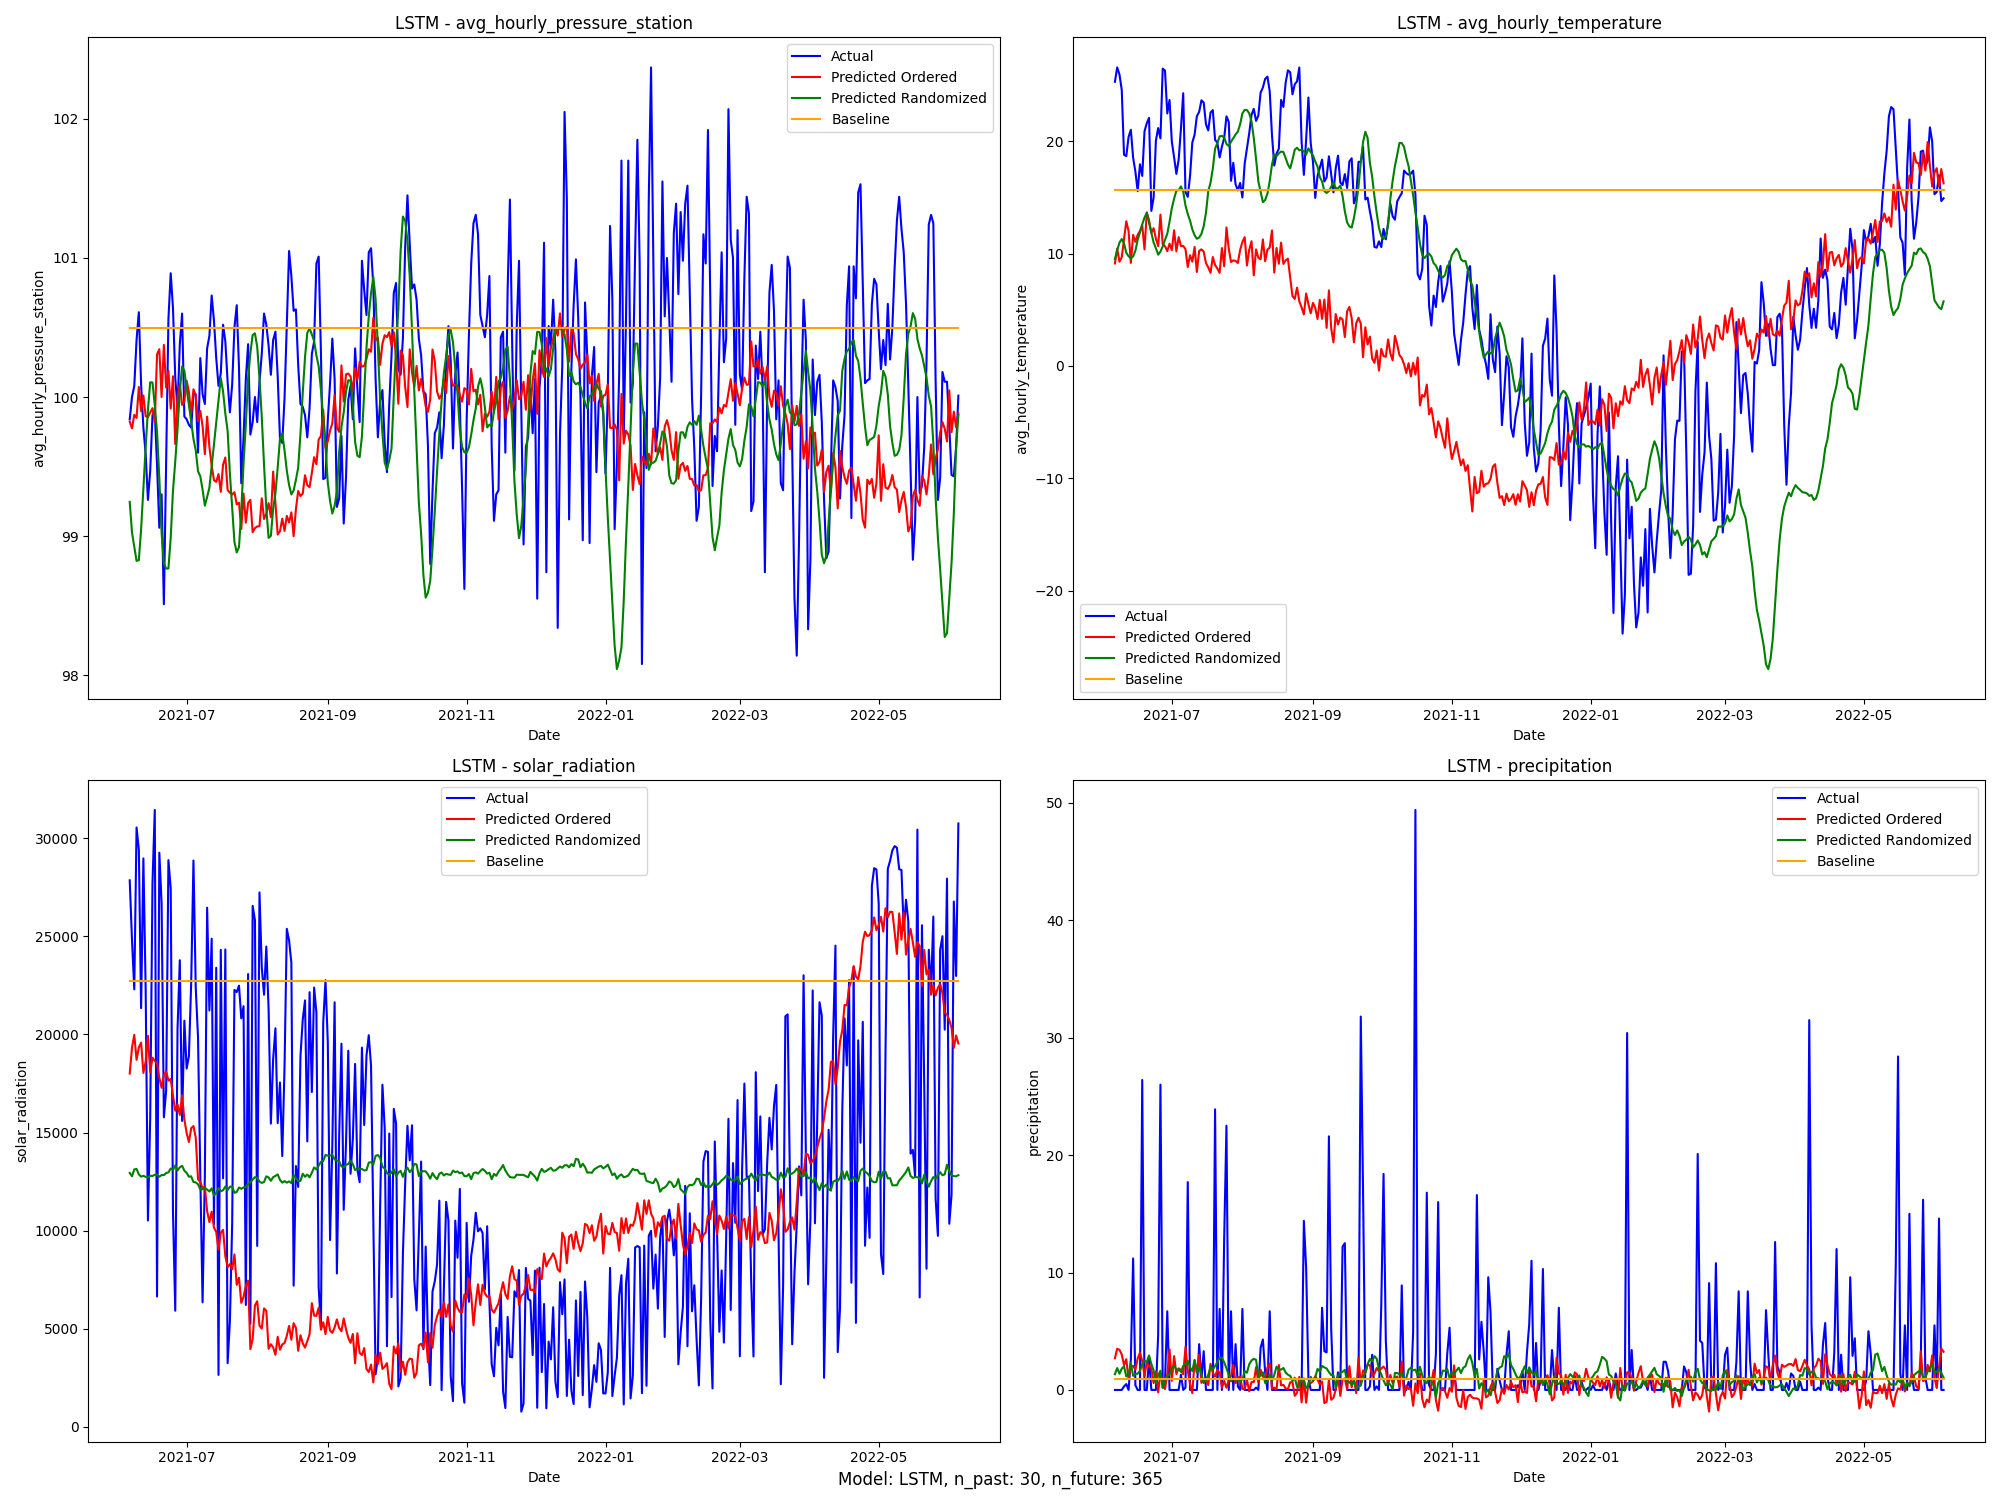 LSTM - avg_hourly_pressure_station
avg_hourly_pressure_station
102
101
100
99
98
Actual
Predicted Ordered
Predicted Randomized
Baseline
2021-07 2021-09 2021-11 2022-01 2022-03 2022-05
Date
LSTM - avg_hourly_temperature
avg_hourly_temperature
20
10
0
−10
−20
Actual
Predicted Ordered
Predicted Randomized
Baseline
2021-07 2021-09 2021-11 2022-01 2022-03 2022-05
Date
LSTM - solar_radiation
solar_radiation
30000
25000
20000
15000
10000
5000
0
Actual
Predicted Ordered
Predicted Randomized
Baseline
2021-07 2021-09 2021-11 2022-01 2022-03 2022-05
Date
LSTM - precipitation
precipitation
50
40
30
20
10
0
Actual
Predicted Ordered
Predicted Randomized
Baseline
2021-07 2021-09 2021-11 2022-01 2022-03 2022-05
Date
Model: LSTM, n_past: 30, n_future: 365